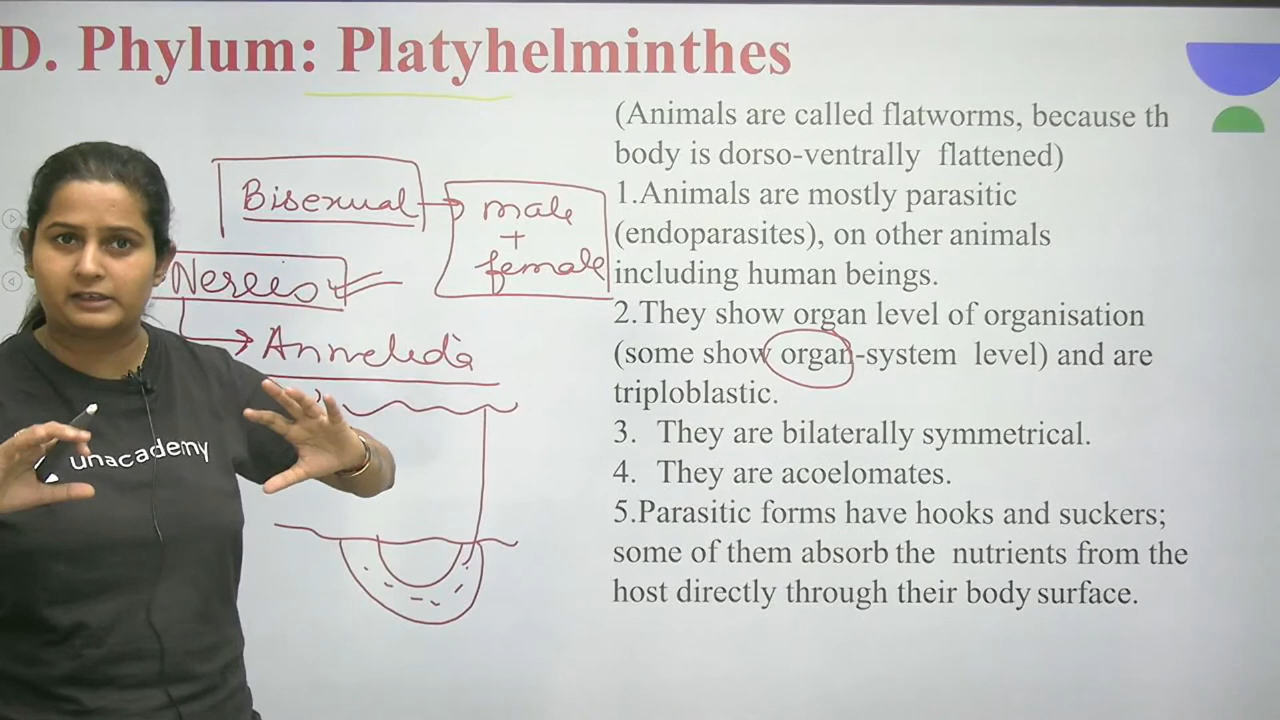 D. Phylum: Platyhelminthes
(Animals are called flatworms, because th
body is dorso-ventrally flattened)
1.Animals are mostly parasitic
(endoparasites), on other animals
including human beings.
2.They show organ level of organisation
(some show organ-system level) and are
triploblastic.
3. They are bilaterally symmetrical.
4. They are acoelomates.
5.Parasitic forms have hooks and suckers;
some of them absorb the nutrients from the
host directly through their body surface.
Bisexual
male
+
female
Nereis
Annelida
unacademy